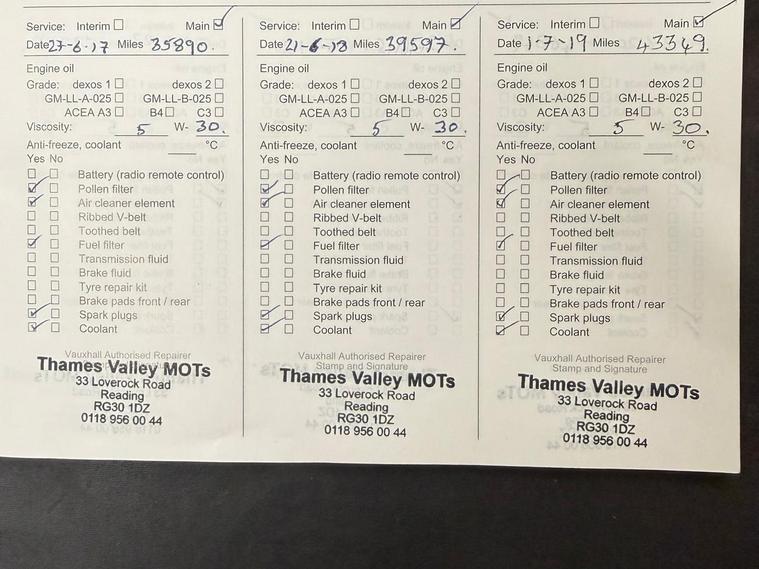 Service: Interim Main
Date 27-6-17 Miles 35890.
Engine oil
Grade: dexos 1 dexos 2
GM-LL-A-025 GM-LL-B-025
ACEA A3 B4 C3
Viscosity: 5 W- 30.
Anti-freeze, coolant °C
Yes No
Battery (radio remote control)
Pollen filter
Air cleaner element
Ribbed V-belt
Toothed belt
Fuel filter
Transmission fluid
Brake fluid
Tyre repair kit
Brake pads front / rear
Spark plugs
Coolant
Vauxhall Authorised Repairer
Stamp and Signature
Thames Valley MOTs
33 Loverock Road
Reading
RG30 1DZ
0118 956 00 44
Service: Interim Main
Date 21-6-18 Miles 39597.
Engine oil
Grade: dexos 1 dexos 2
GM-LL-A-025 GM-LL-B-025
ACEA A3 B4 C3
Viscosity: 5 W- 30.
Anti-freeze, coolant °C
Yes No
Battery (radio remote control)
Pollen filter
Air cleaner element
Ribbed V-belt
Toothed belt
Fuel filter
Transmission fluid
Brake fluid
Tyre repair kit
Brake pads front / rear
Spark plugs
Coolant
Vauxhall Authorised Repairer
Stamp and Signature
Thames Valley MOTs
33 Loverock Road
Reading
RG30 1DZ
0118 956 00 44
Service: Interim Main
Date 1-7-19 Miles 43349.
Engine oil
Grade: dexos 1 dexos 2
GM-LL-A-025 GM-LL-B-025
ACEA A3 B4 C3
Viscosity: 5 W- 30.
Anti-freeze, coolant °C
Yes No
Battery (radio remote control)
Pollen filter
Air cleaner element
Ribbed V-belt
Toothed belt
Fuel filter
Transmission fluid
Brake fluid
Tyre repair kit
Brake pads front / rear
Spark plugs
Coolant
Vauxhall Authorised Repairer
Stamp and Signature
Thames Valley MOTs
33 Loverock Road
Reading
RG30 1DZ
0118 956 00 44